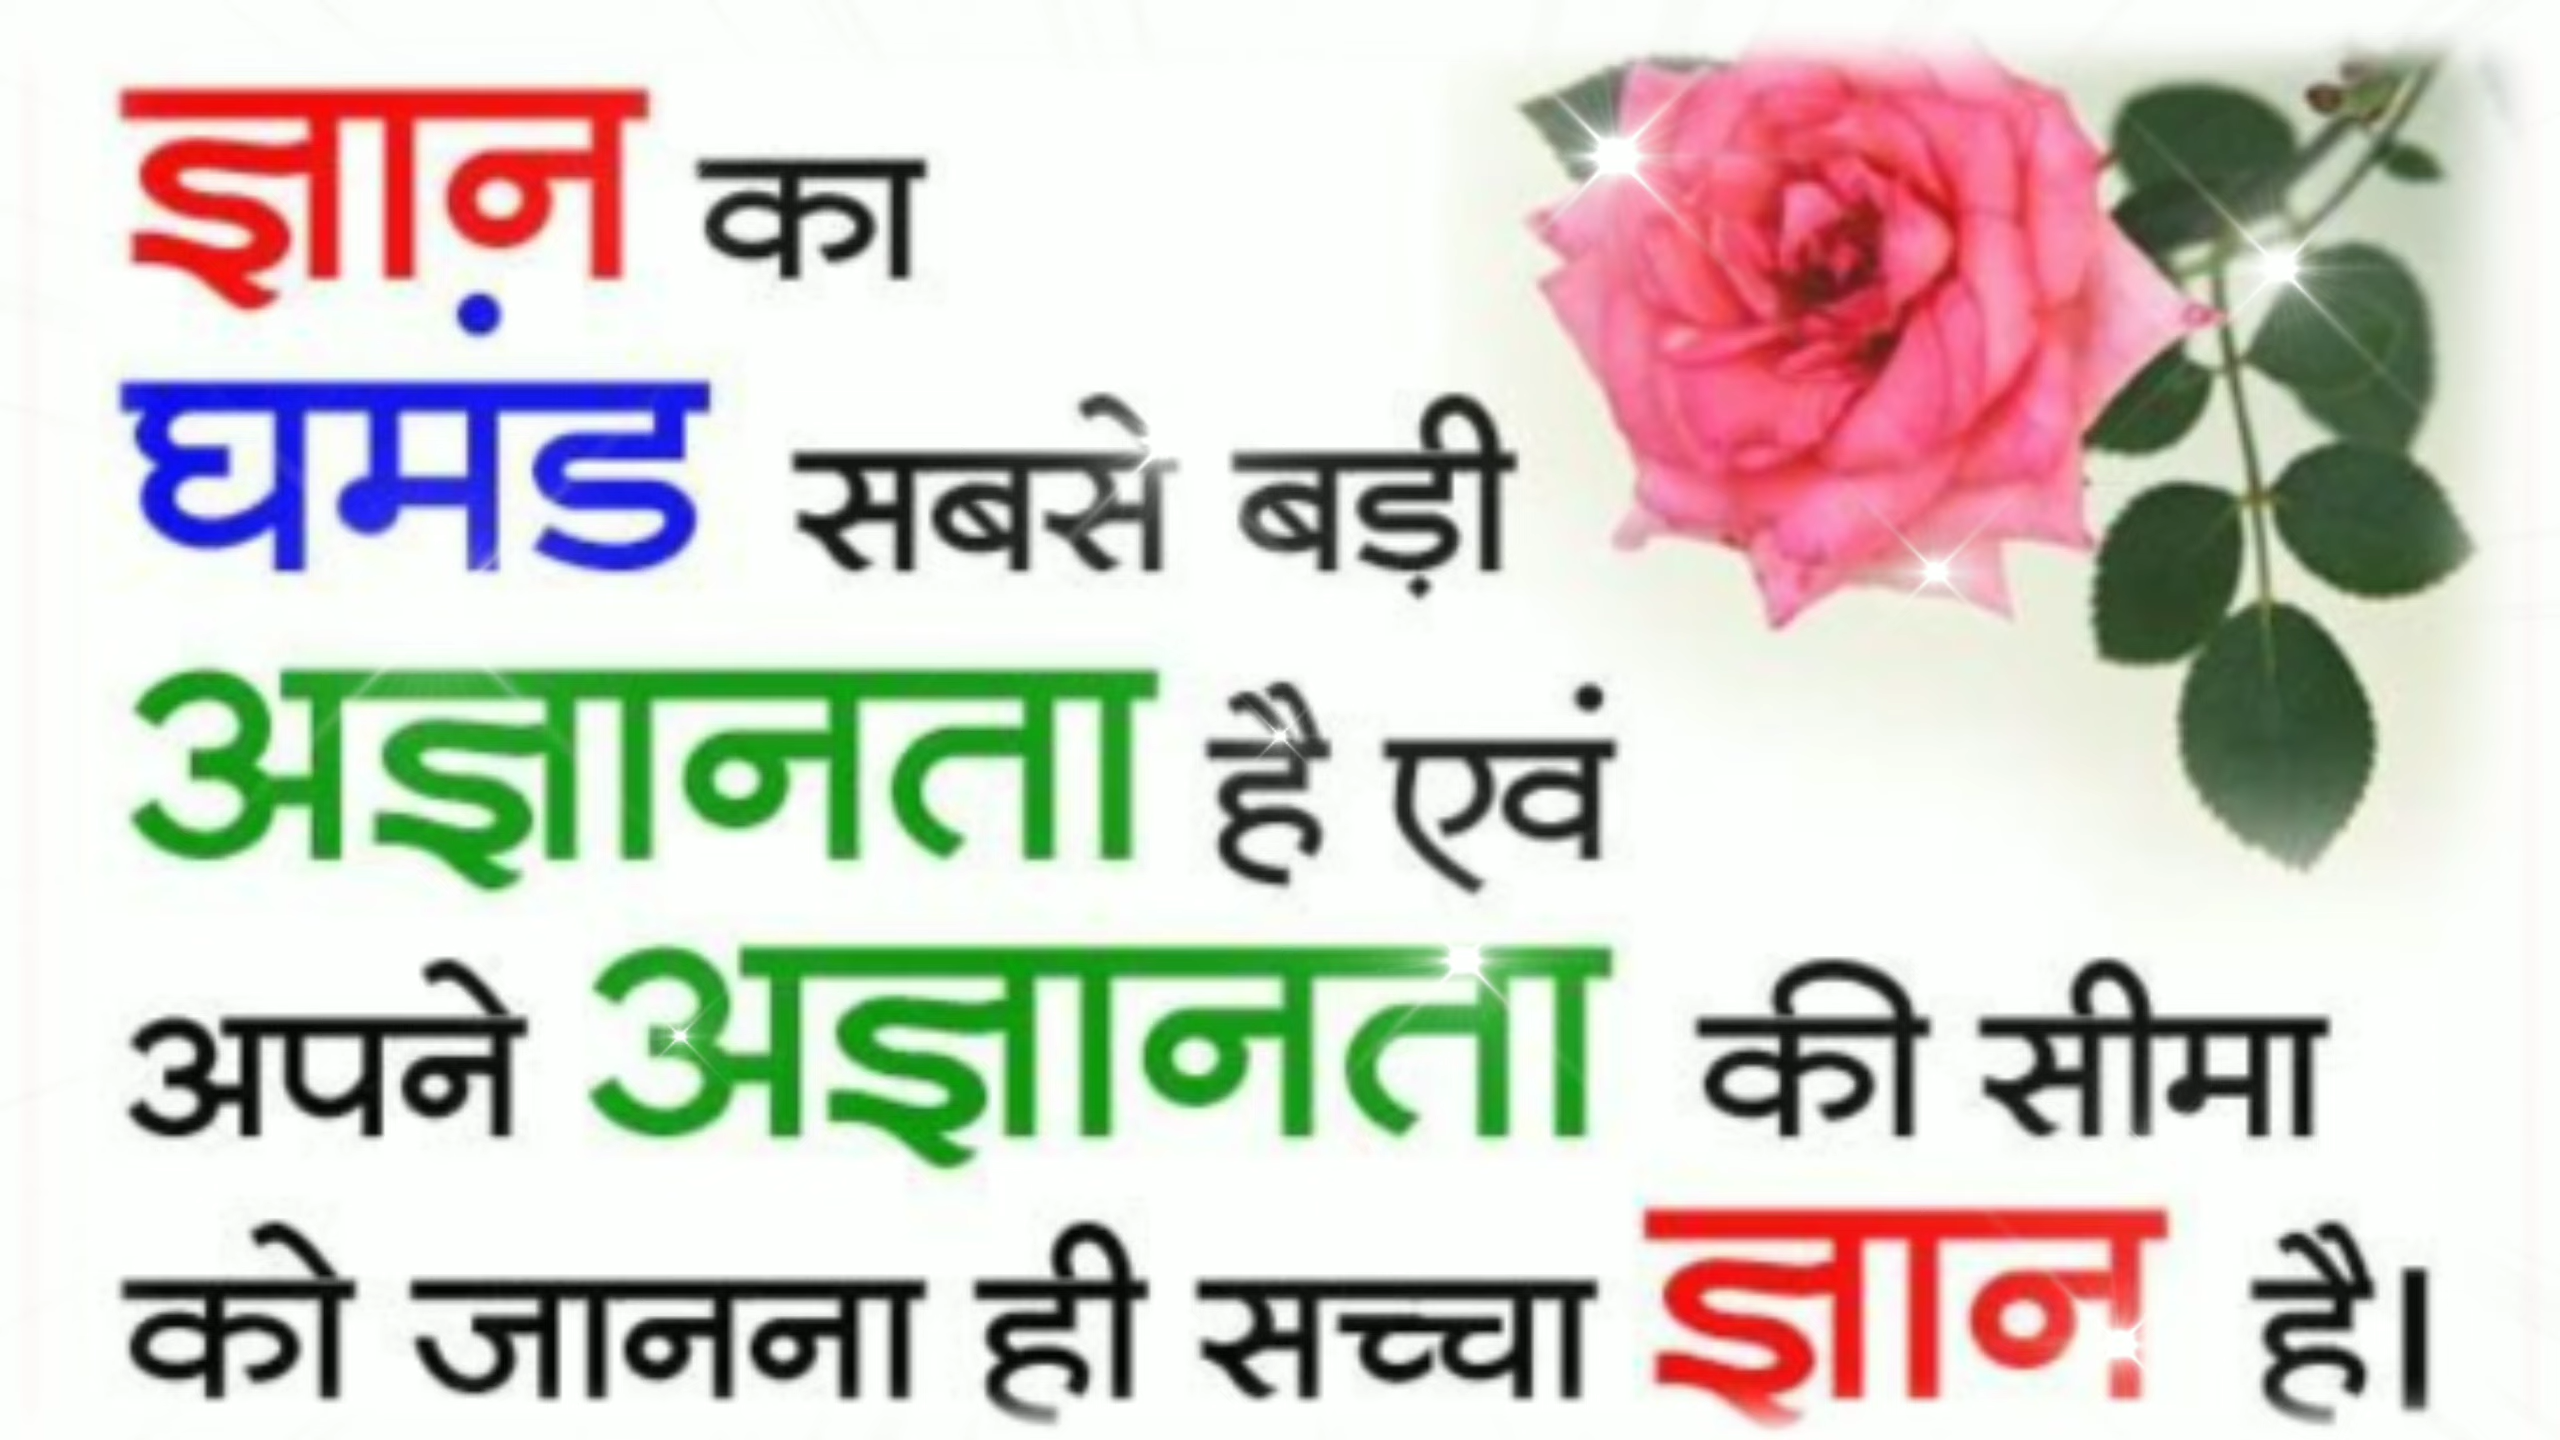 ज्ञान का
घमंड सबसे बड़ी
अज्ञानता है एवं
अपने अज्ञानता की सीमा
को जानना ही सच्चा ज्ञान है।